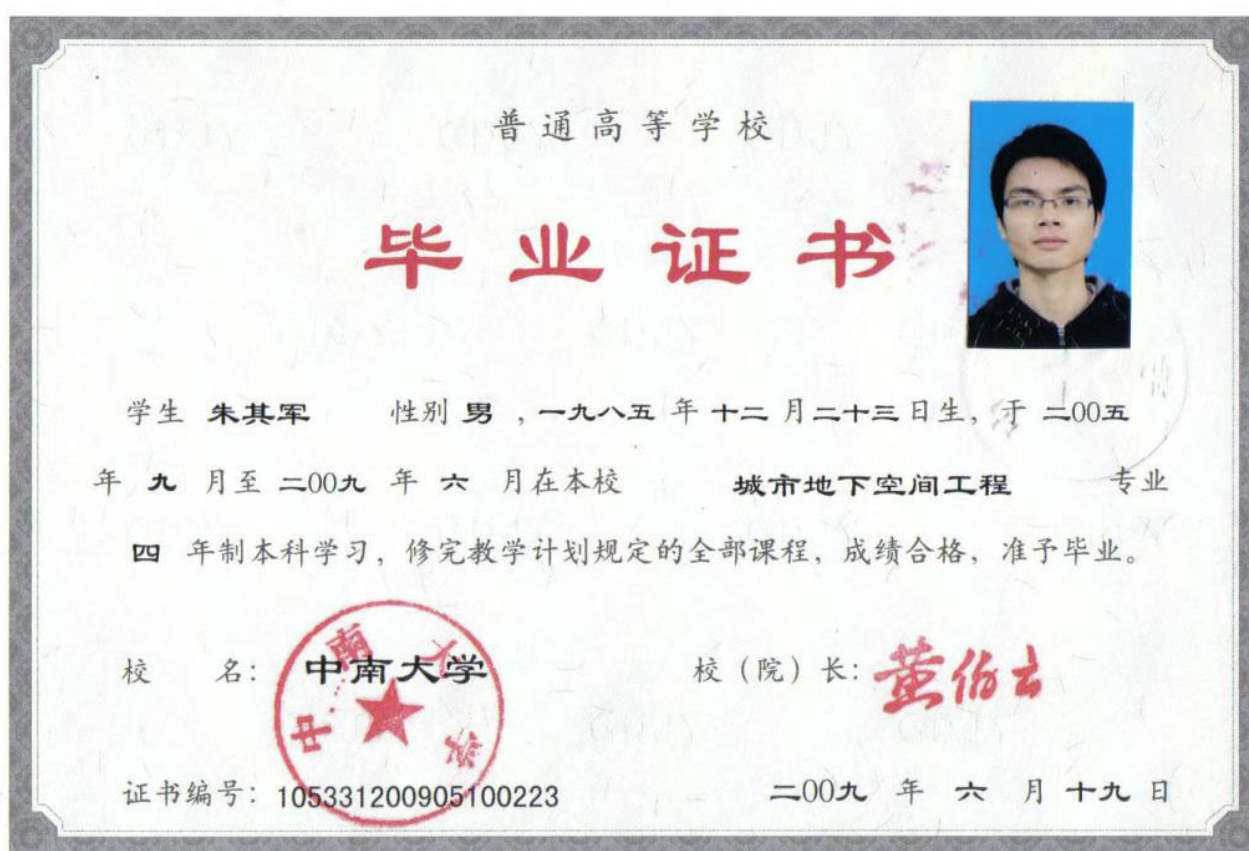 普通高等学校
毕业证书
学生 朱其军 性别 男 ，一九八五 年 十二 月二十三日生，于 二00五
年 九 月至 二00九 年 六 月在本校 城市地下空间工程 专业
四 年制本科学习，修完教学计划规定的全部课程，成绩合格，准予毕业。
校 名： 中南大学 校（院）长：黄伯云
中南大学
证书编号：105331200905100223 二00九 年 六 月 十九 日